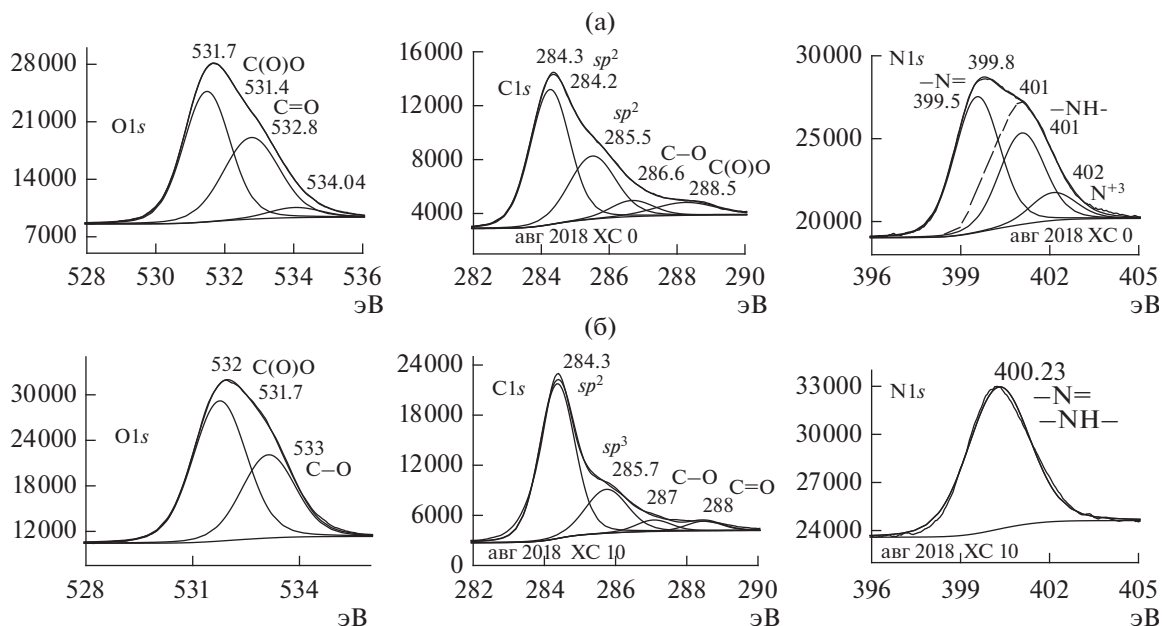 (а)
28000
21000
14000
7000
O1s
531.7
C(O)O
531.4
C=O
532.8
534.04
528 530 532 534 536
эВ
16000
12000
8000
4000
C1s
284.3 sp²
284.2
sp²
285.5
C–O
286.6
C(O)O
288.5
авг 2018 ХС 0
282 284 286 288 290
эВ
30000
25000
20000
N1s
399.8
–N=
399.5
401
–NH-
401
402
N⁺³
авг 2018 ХС 0
396 399 402 405
эВ
(б)
30000
24000
18000
12000
O1s
532
C(O)O
531.7
533
C–O
528 531 534
эВ
24000
18000
12000
6000
0
C1s
284.3
sp²
sp³
285.7
C–O
287
C=O
288
авг 2018 ХС 10
282 284 286 288 290
эВ
33000
30000
27000
24000
N1s
400.23
–N=
–NH–
авг 2018 ХС 10
396 399 402 405
эВ